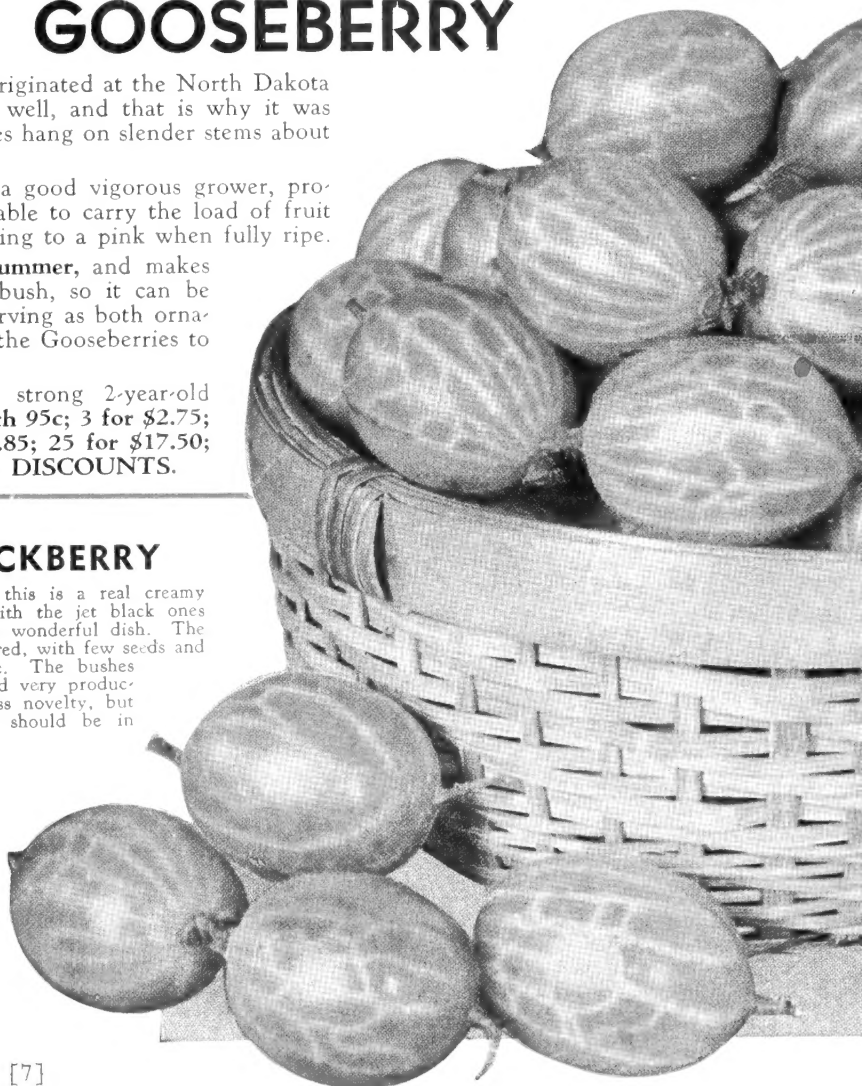 GOOSEBERRY
riginated at the North Dakota
well, and that is why it was
es hang on slender stems about
a good vigorous grower, pro-
able to carry the load of fruit
ing to a pink when fully ripe.
ummer, and makes
bush, so it can be
rving as both orna-
the Gooseberries to
strong 2-year-old
ch 95c; 3 for $2.75;
.85; 25 for $17.50;
DISCOUNTS.
CKBERRY
this is a real creamy
ith the jet black ones
wonderful dish. The
red, with few seeds and
The bushes
d very produc-
ss novelty, but
should be in
[7]